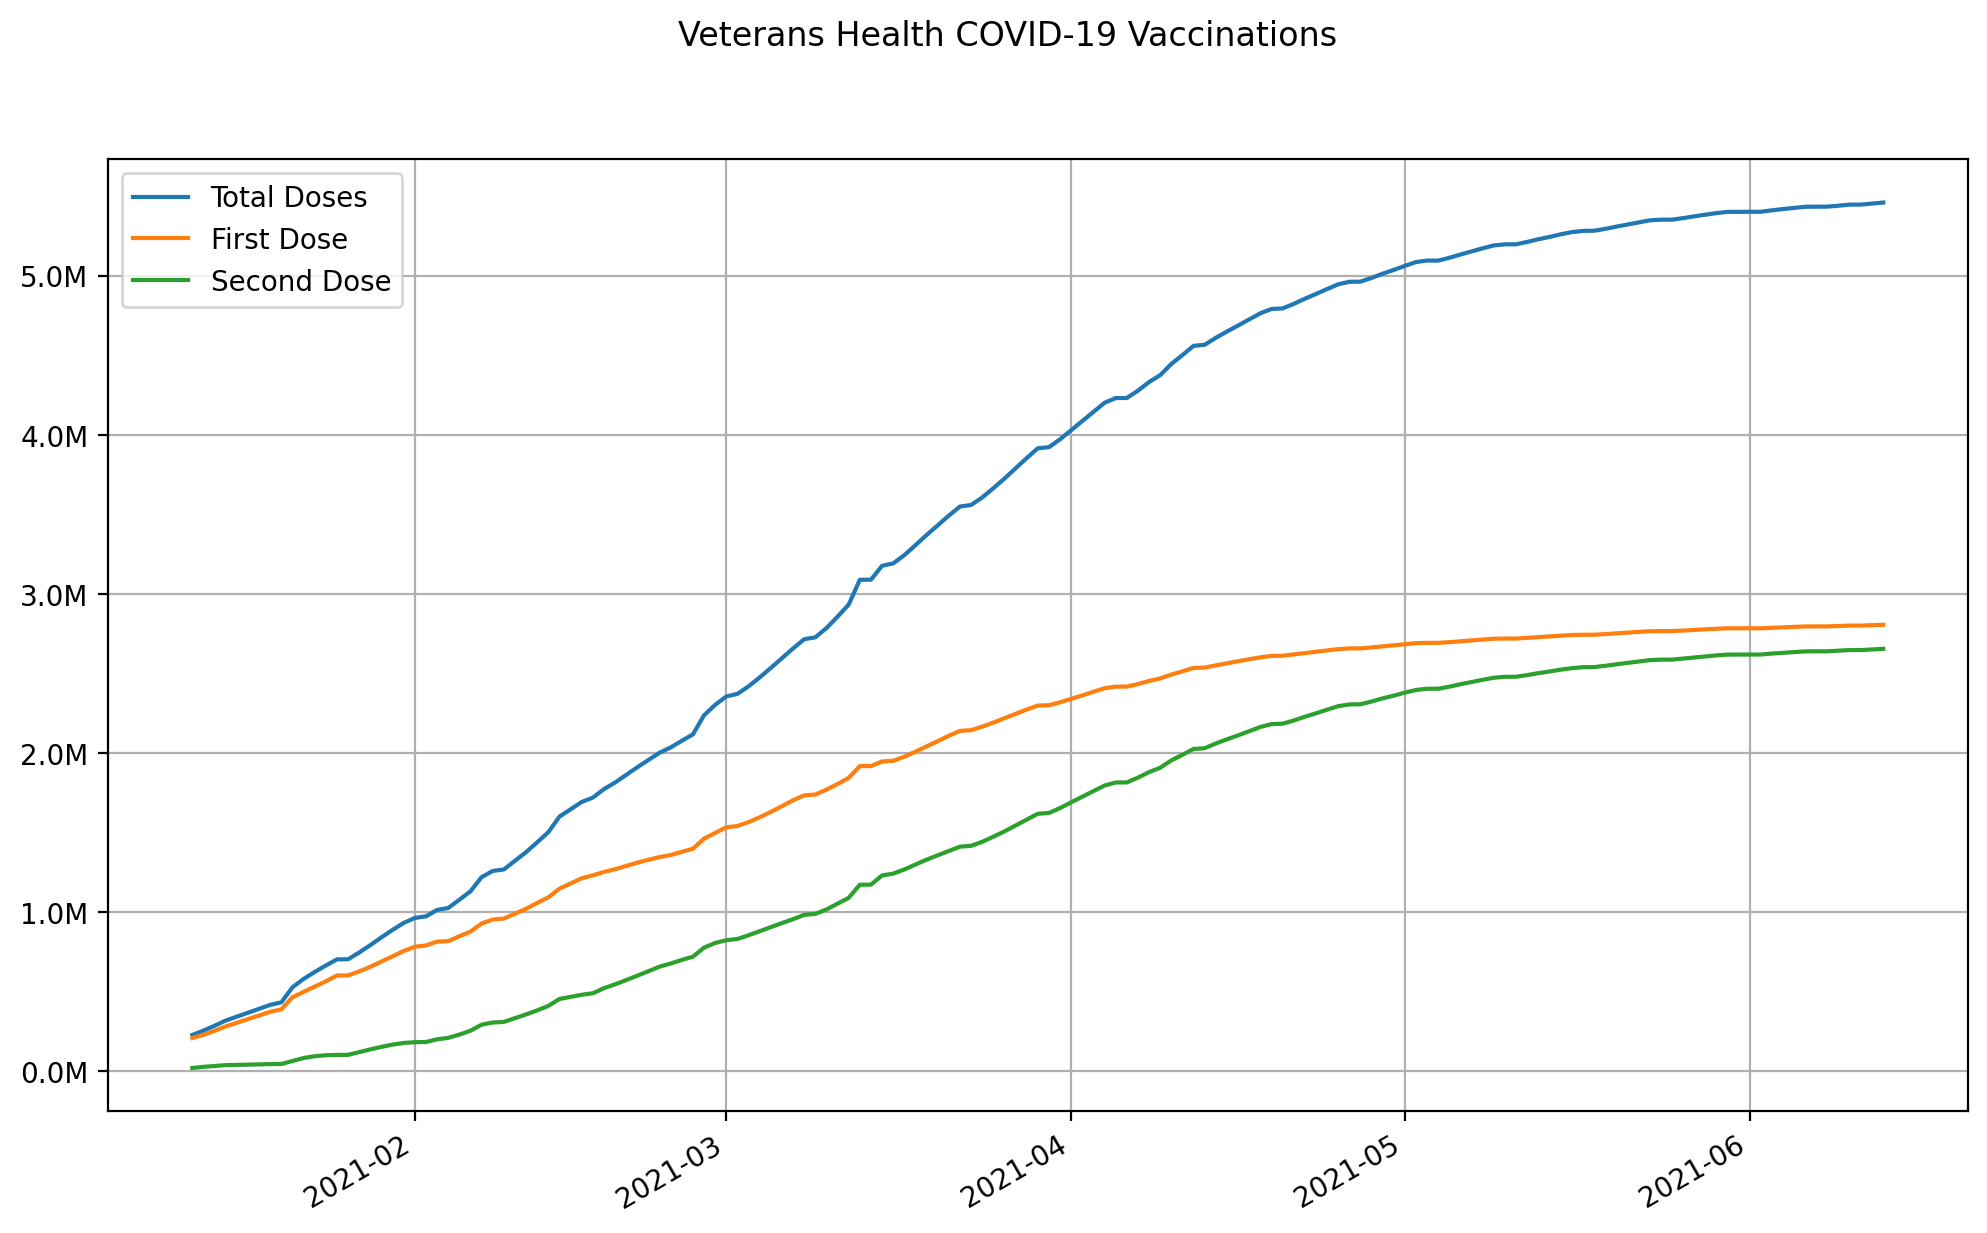 Veterans Health COVID-19 Vaccinations
Total Doses
First Dose
Second Dose
5.0M
4.0M
3.0M
2.0M
1.0M
0.0M
2021-02
2021-03
2021-04
2021-05
2021-06